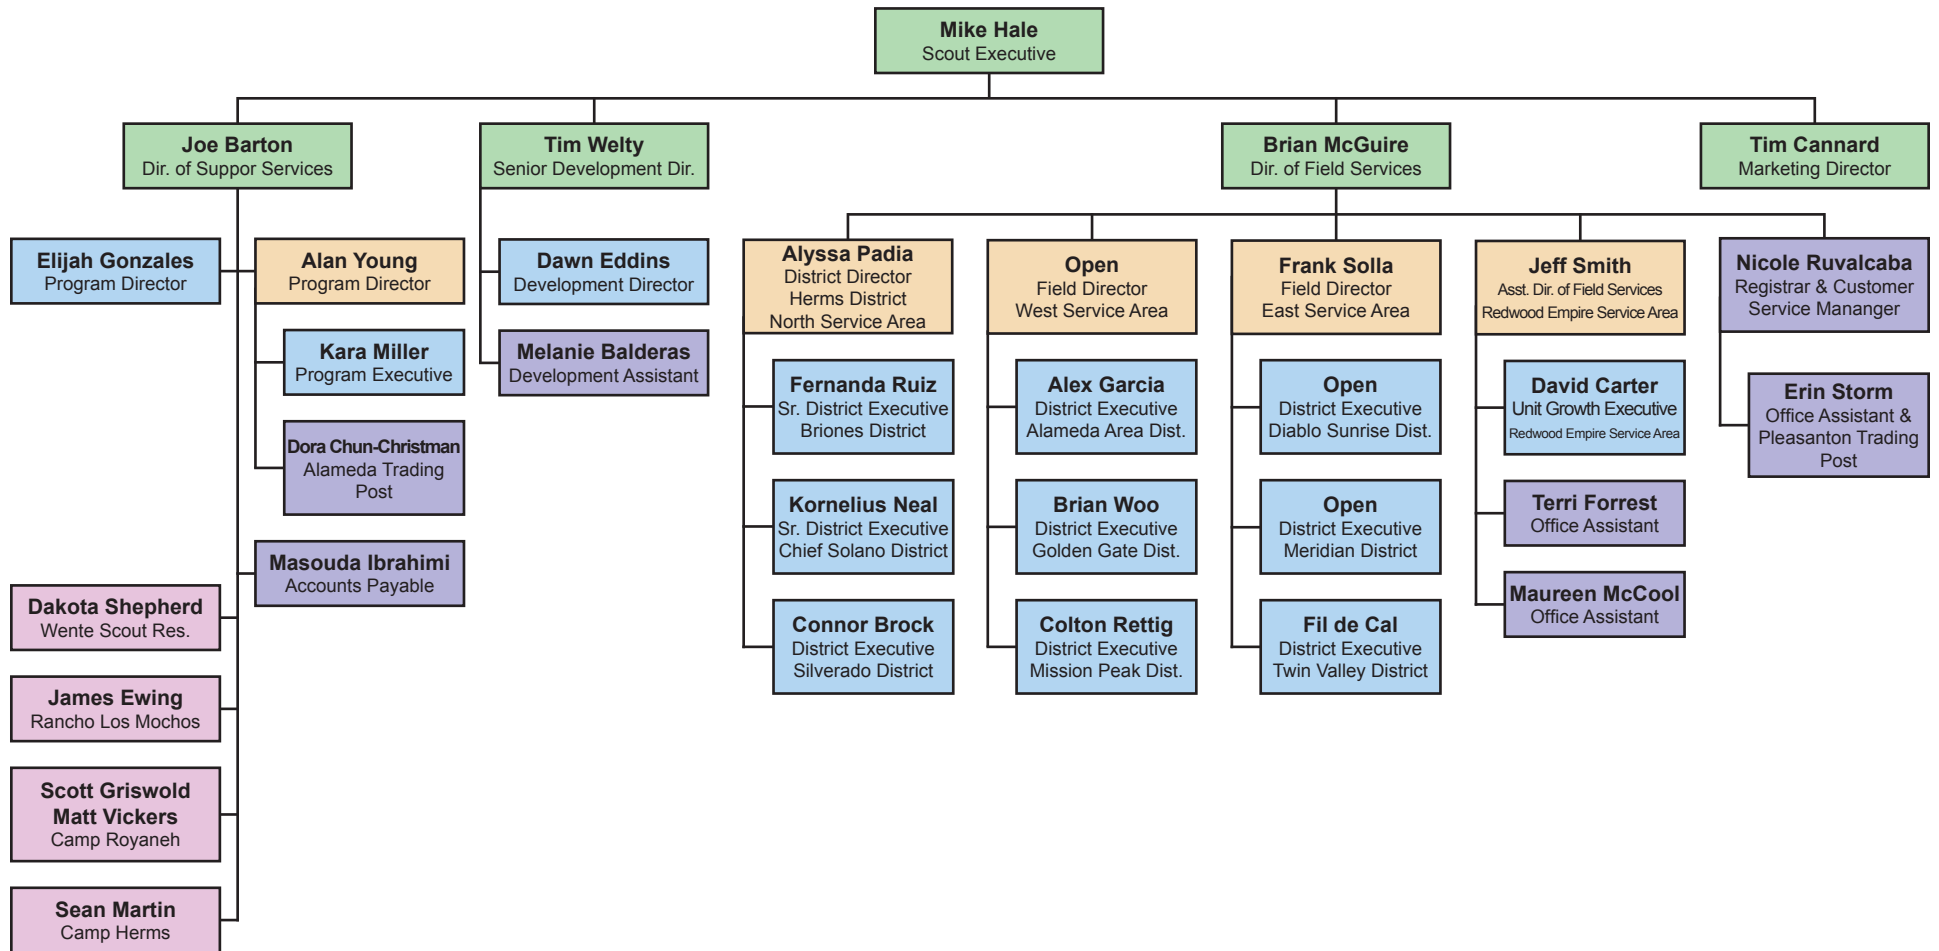 Mike Hale
Scout Executive
Joe Barton
Dir. of Suppor Services
Tim Welty
Senior Development Dir.
Brian McGuire
Dir. of Field Services
Tim Cannard
Marketing Director
Elijah Gonzales
Program Director
Alan Young
Program Director
Kara Miller
Program Executive
Dora Chun-Christman
Alameda Trading
Post
Masouda Ibrahimi
Accounts Payable
Dakota Shepherd
Wente Scout Res.
James Ewing
Rancho Los Mochos
Scott Griswold
Matt Vickers
Camp Royaneh
Sean Martin
Camp Herms
Dawn Eddins
Development Director
Melanie Balderas
Development Assistant
Alyssa Padia
District Director
Herms District
North Service Area
Fernanda Ruiz
Sr. District Executive
Briones District
Kornelius Neal
Sr. District Executive
Chief Solano District
Connor Brock
District Executive
Silverado District
Open
Field Director
West Service Area
Alex Garcia
District Executive
Alameda Area Dist.
Brian Woo
District Executive
Golden Gate Dist.
Colton Rettig
District Executive
Mission Peak Dist.
Frank Solla
Field Director
East Service Area
Open
District Executive
Diablo Sunrise Dist.
Open
District Executive
Meridian District
Fil de Cal
District Executive
Twin Valley District
Jeff Smith
Asst. Dir. of Field Services
Redwood Empire Service Area
David Carter
Unit Growth Executive
Redwood Empire Service Area
Terri Forrest
Office Assistant
Maureen McCool
Office Assistant
Nicole Ruvalcaba
Registrar & Customer
Service Mananger
Erin Storm
Office Assistant &
Pleasanton Trading
Post